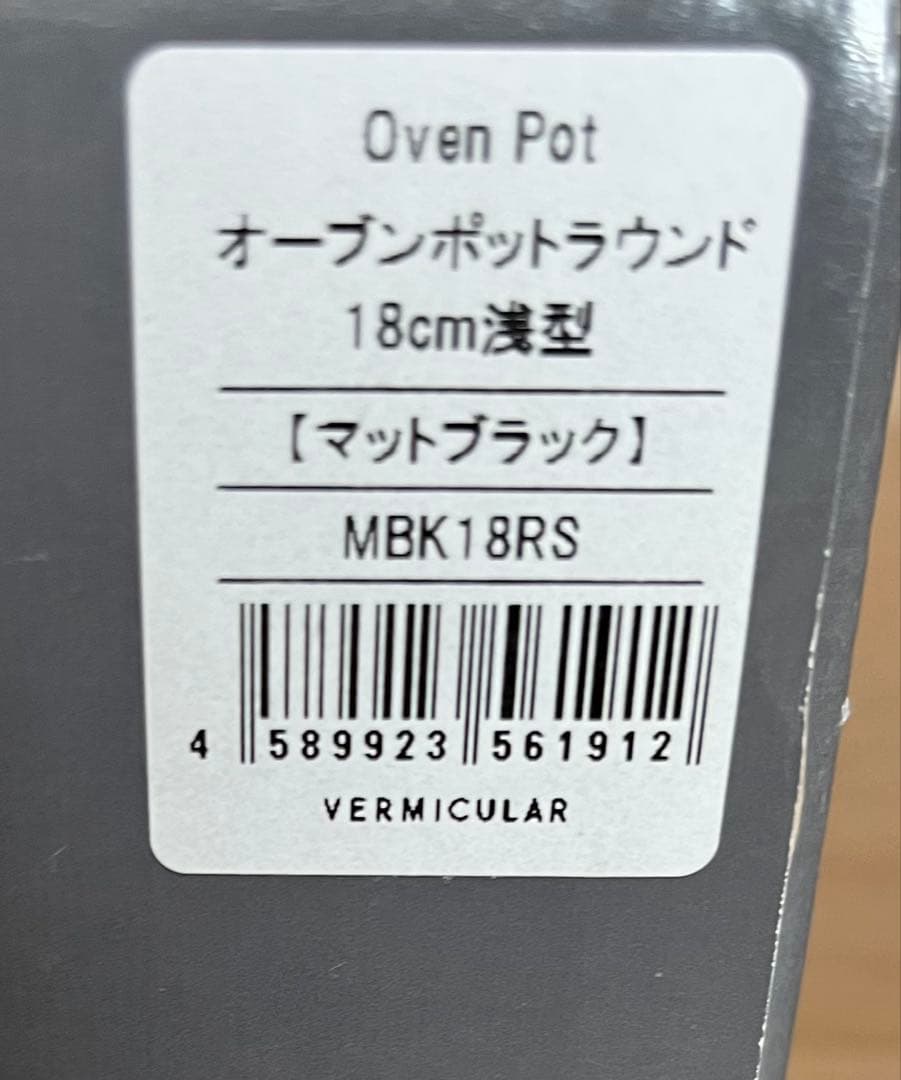 Oven Pot
オーブンポットラウンド
18cm浅型
【マットブラック】
MBK18RS
4 589923 561912
VERMICULAR